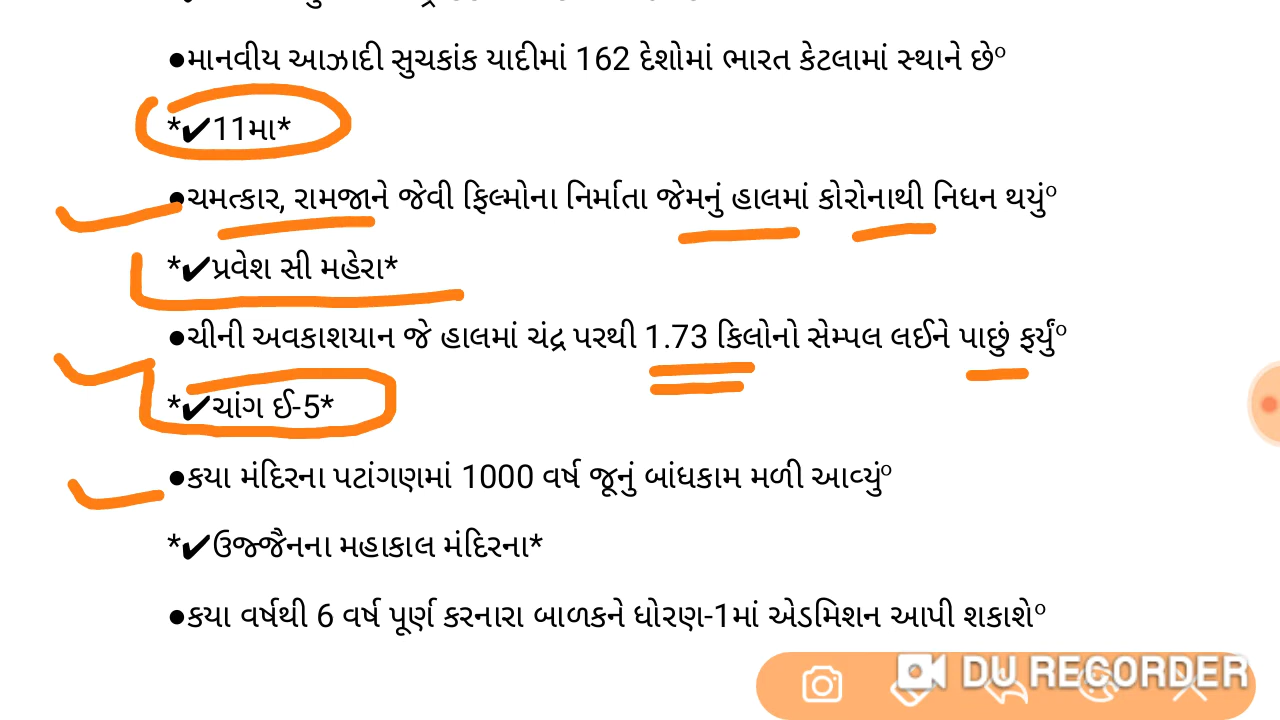 ●માનવીય આઝાદી સુચકાંક યાદીમાં 162 દેશોમાં ભારત કેટલામાં સ્થાને છેº
*✔11મા*
●ચમત્કાર, રામજાને જેવી ફિલ્મોના નિર્માતા જેમનું હાલમાં કોરોનાથી નિધન થયુંº
*✔પ્રવેશ સી મહેરા*
●ચીની અવકાશયાન જે હાલમાં ચંદ્ર પરથી 1.73 કિલોનો સેમ્પલ લઈને પાછું ફર્યુંº
*✔ચાંગ ઈ-5*
●કયા મંદિરના પટાંગણમાં 1000 વર્ષ જૂનું બાંધકામ મળી આવ્યુંº
*✔ઉજ્જૈનના મહાકાલ મંદિરના*
●કયા વર્ષથી 6 વર્ષ પૂર્ણ કરનારા બાળકને ધોરણ-1માં એડમિશન આપી શકાશેº
DU RECORDER